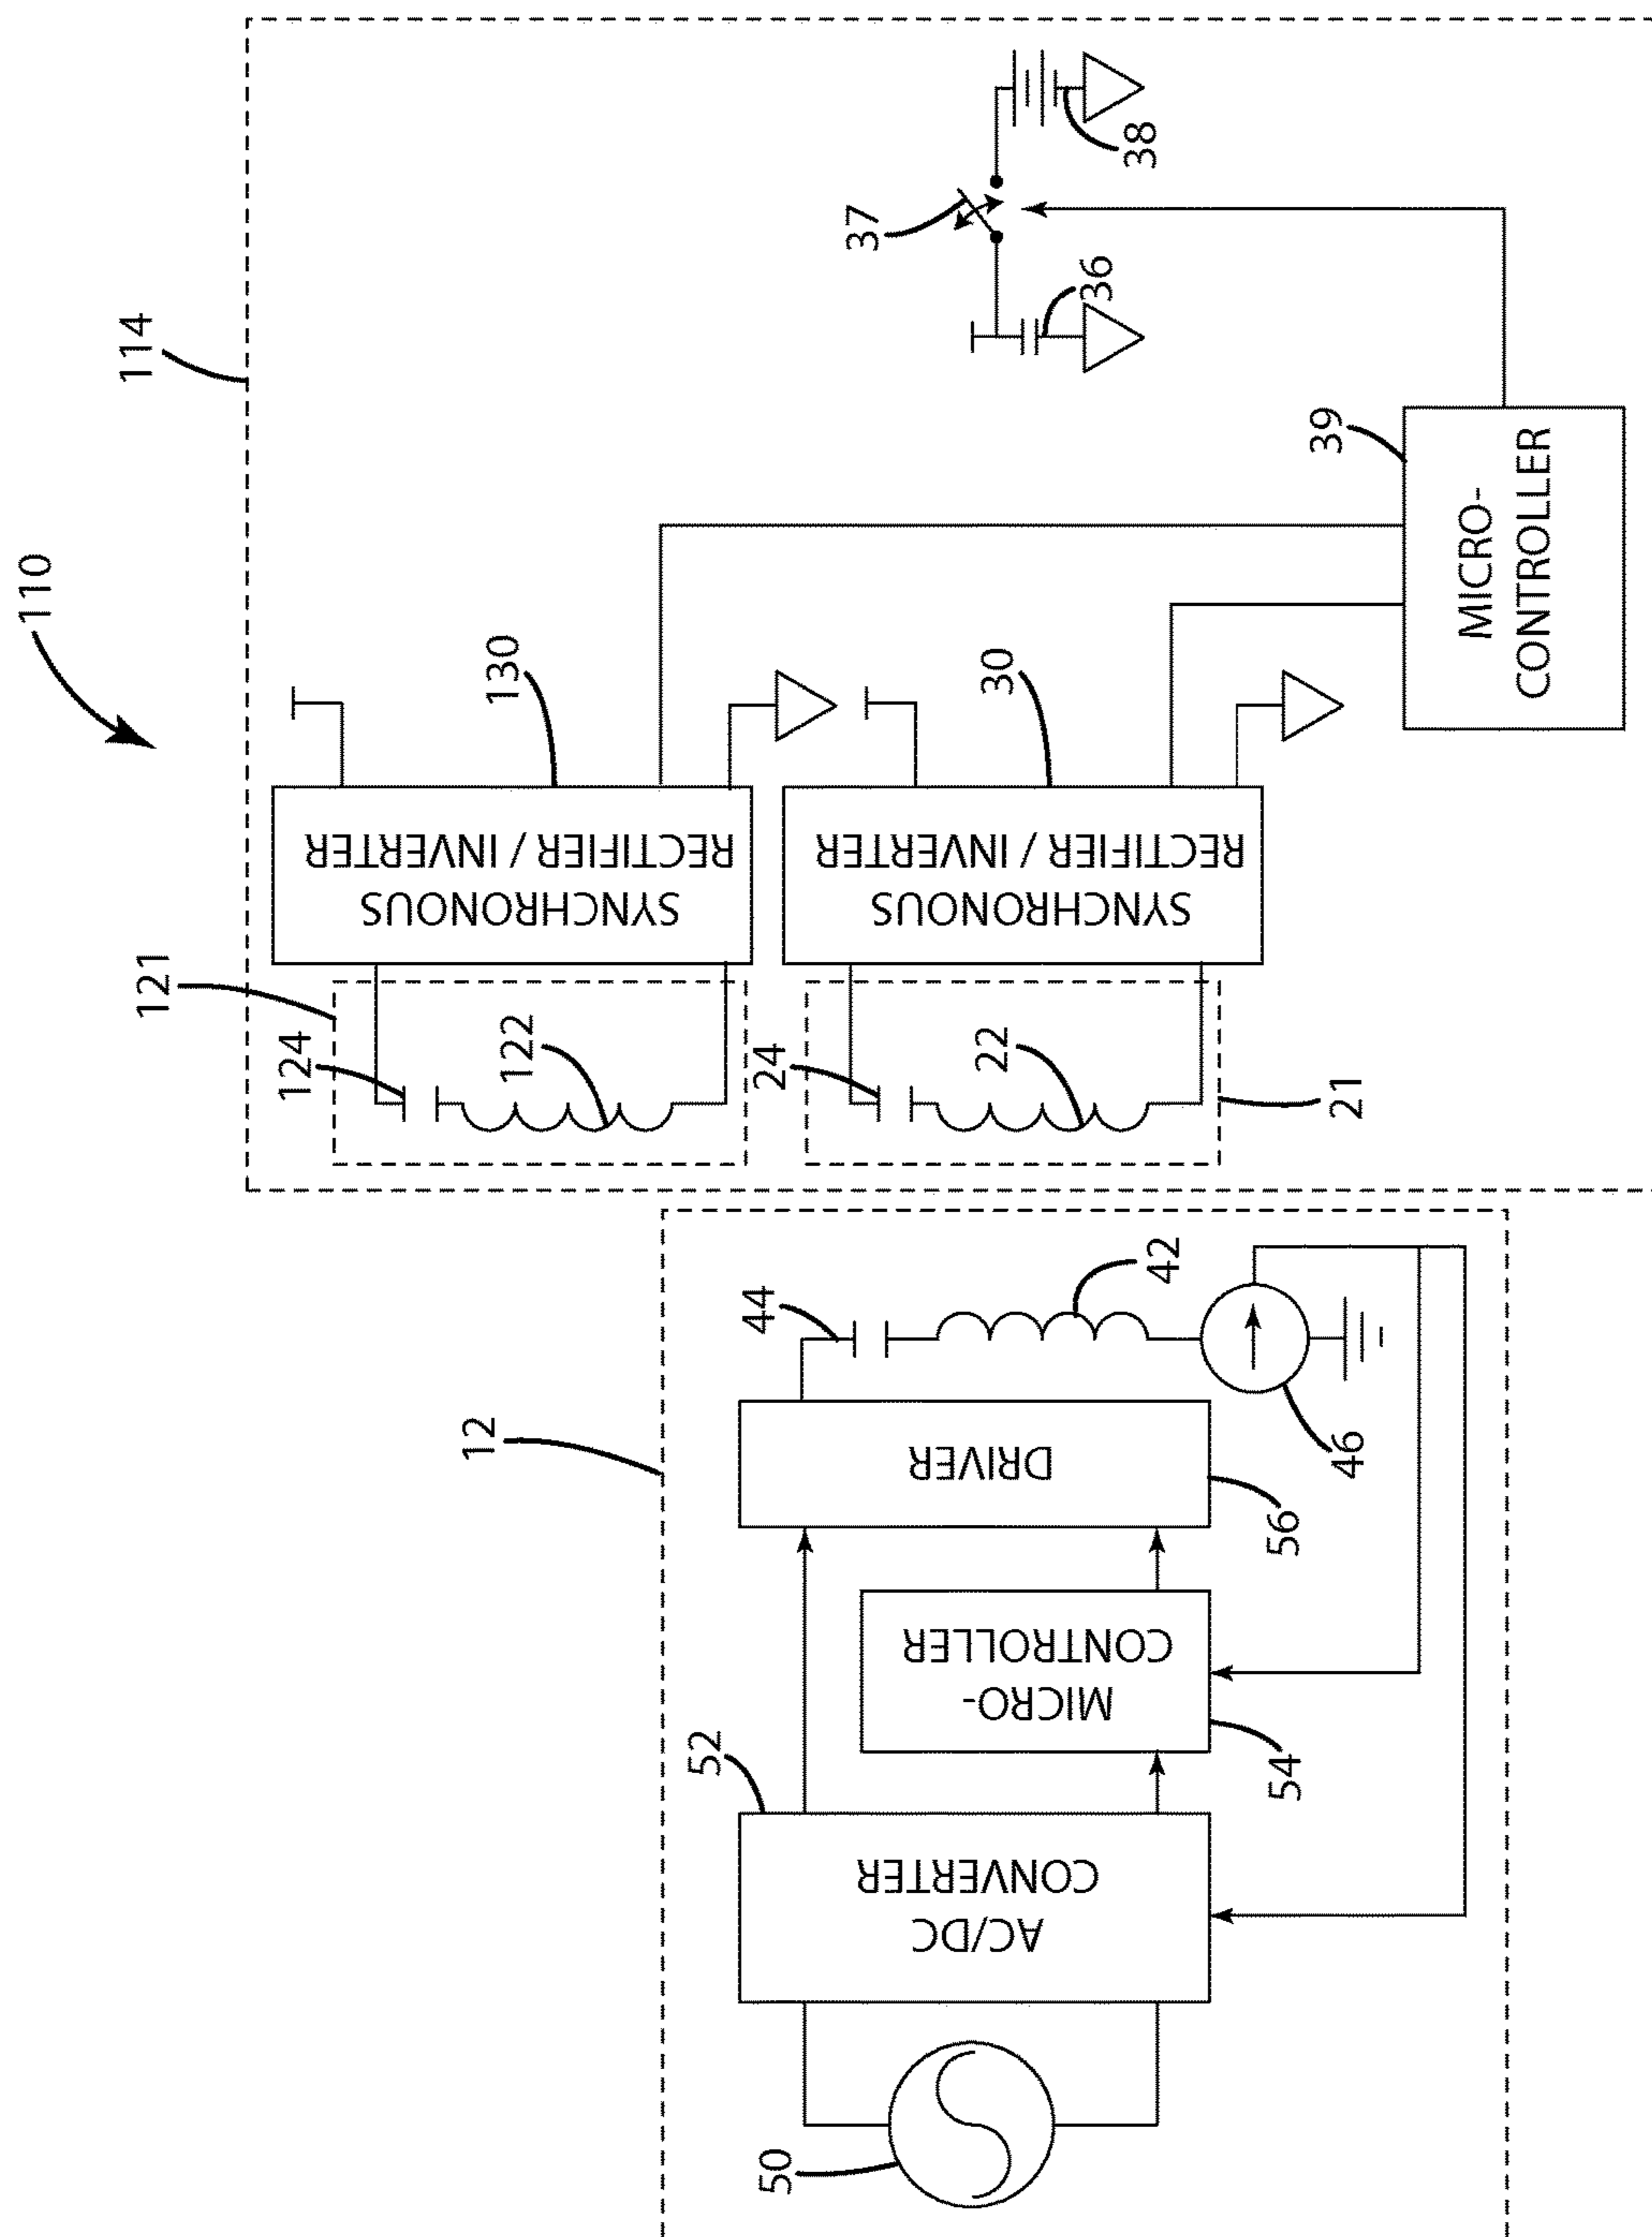 110
114
121
124
122
130
SYNCHRONOUS
RECTIFIER / INVERTER
24
22
21
30
SYNCHRONOUS
RECTIFIER / INVERTER
37
36
38
39
MICRO-
CONTROLLER
12
50
52
AC/DC
CONVERTER
54
MICRO-
CONTROLLER
56
DRIVER
44
42
46